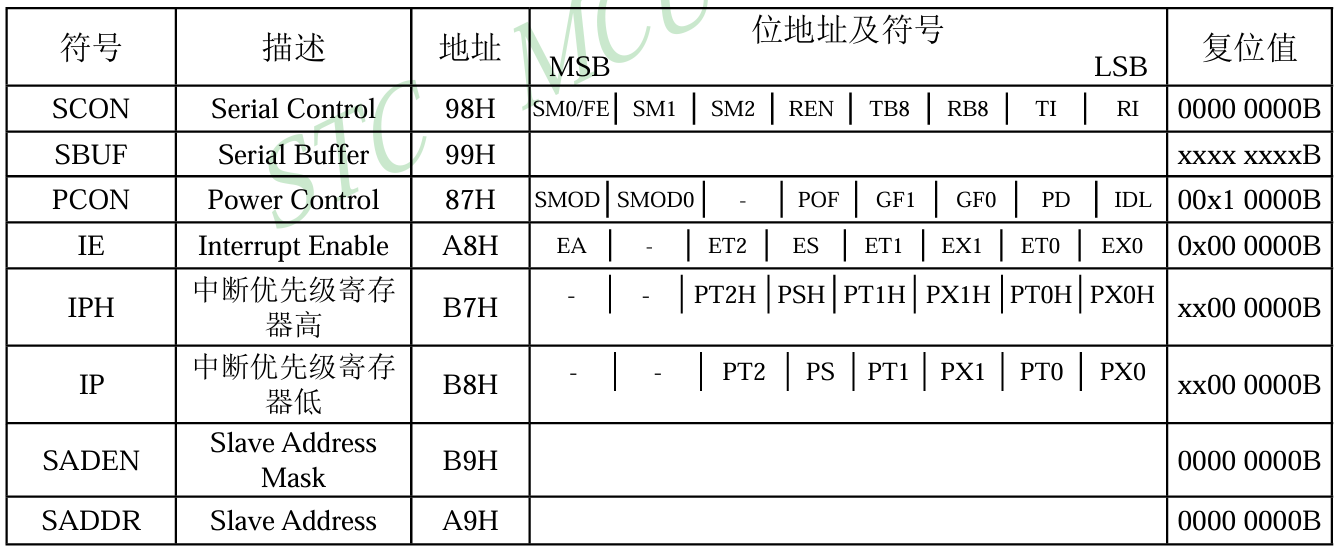 符号 描述 地址 位地址及符号 复位值
MSB LSB
SCON Serial Control 98H SM0/FE SM1 SM2 REN TB8 RB8 TI RI 0000 0000B
SBUF Serial Buffer 99H xxxx xxxxB
PCON Power Control 87H SMOD SMOD0 - POF GF1 GF0 PD IDL 00x1 0000B
IE Interrupt Enable A8H EA - ET2 ES ET1 EX1 ET0 EX0 0x00 0000B
IPH 中断优先级寄存 B7H - - PT2H PSH PT1H PX1H PT0H PX0H xx00 0000B
器高
IP 中断优先级寄存 B8H - - PT2 PS PT1 PX1 PT0 PX0 xx00 0000B
器低
SADEN Slave Address B9H 0000 0000B
Mask
SADDR Slave Address A9H 0000 0000B
STC MCU